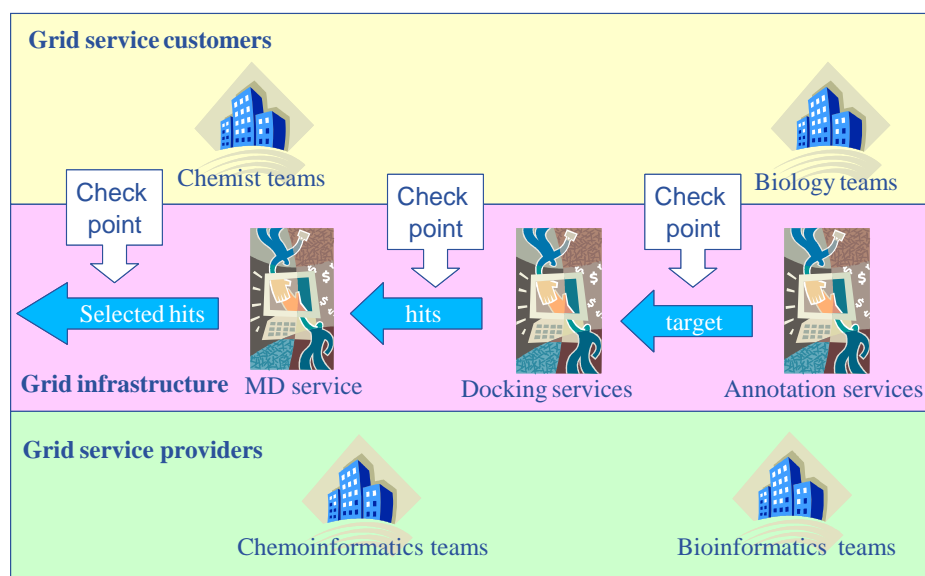 Grid service customers
Chemist teams
Biology teams
Check
point
Check
point
Check
point
Selected hits
hits
target
Grid infrastructure
MD service
Docking services
Annotation services
Grid service providers
Chemoinformatics teams
Bioinformatics teams